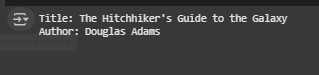 Title: The Hitchhiker's Guide to the Galaxy
Author: Douglas Adams